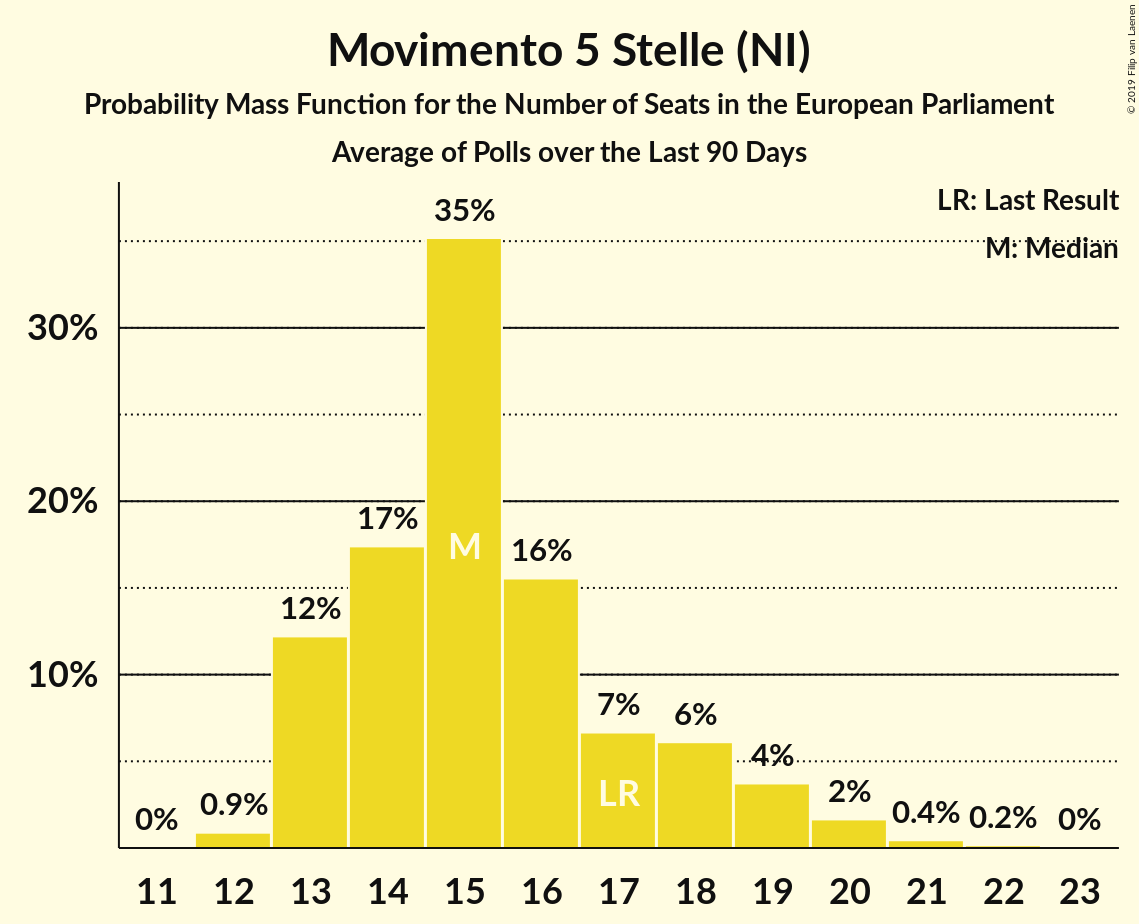 Movimento 5 Stelle (NI)
Probability Mass Function for the Number of Seats in the European Parliament
Average of Polls over the Last 90 Days
© 2019 Filip van Laenen
LR: Last Result
M: Median
35%
30%
20%
17%
M
16%
12%
10%
7%
6%
4%
LR
2%
0%
0.9%
0.4%
0.2%
0%
11 12 13 14 15 16 17 18 19 20 21 22 23